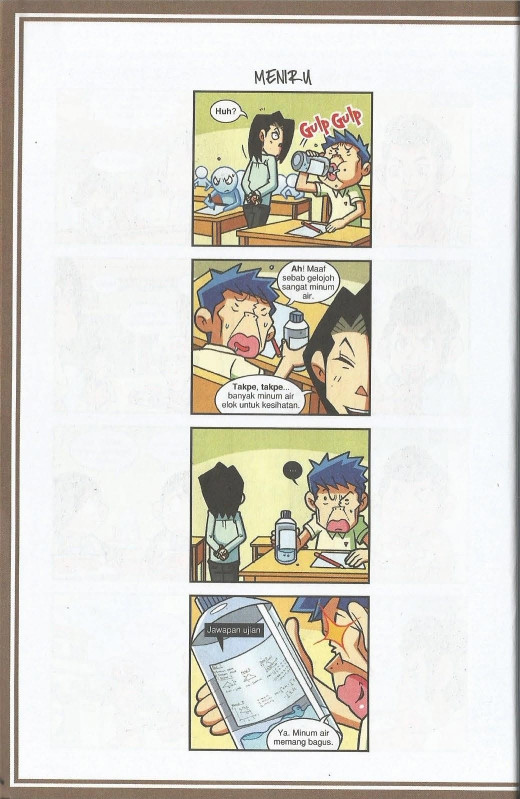 MENIRU
Huh?
Gulp Gulp
Ah! Maaf
sebab gelojoh
sangat minum
air.
Takpe, takpe...
banyak minum air
elok untuk kesihatan.
...
Jawapan ujian
Ya. Minum air
memang bagus.